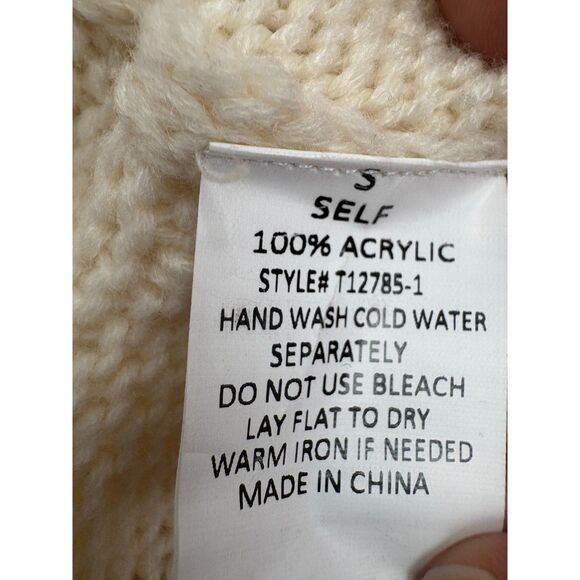 S
SELF
100% ACRYLIC
STYLE# T12785-1
HAND WASH COLD WATER
SEPARATELY
DO NOT USE BLEACH
LAY FLAT TO DRY
WARM IRON IF NEEDED
MADE IN CHINA